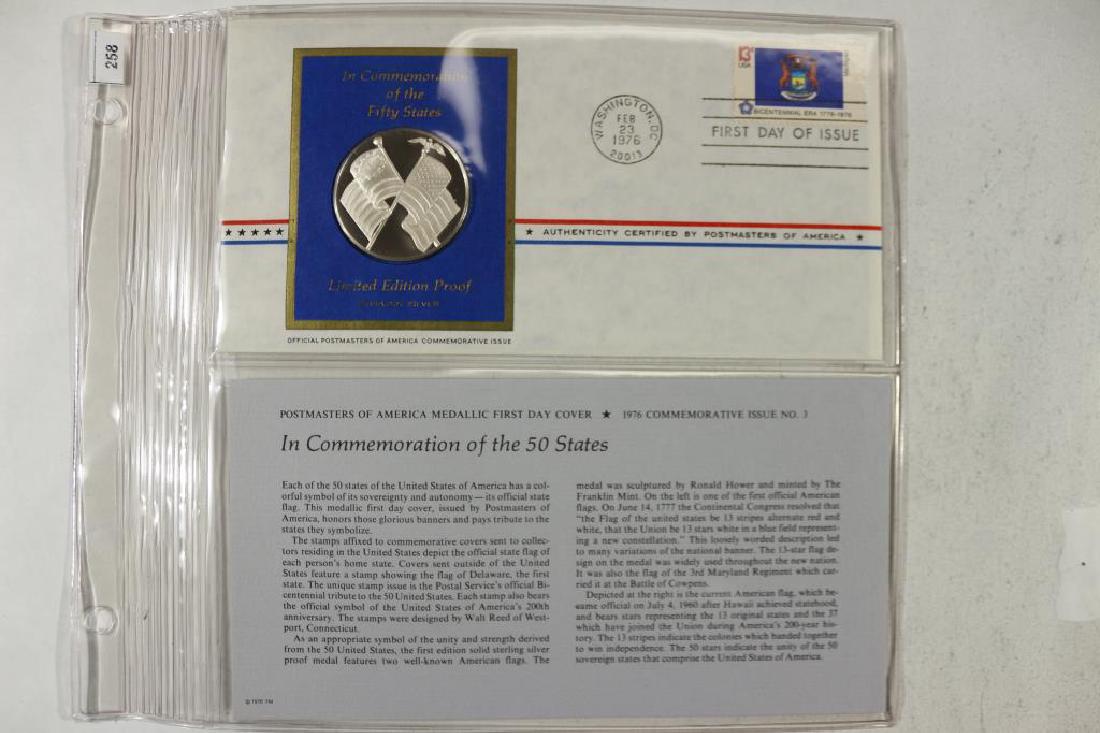 258
In Commemoration
of the
Fifty States
Limited Edition Proof
STERLING SILVER
OFFICIAL POSTMASTERS OF AMERICA COMMEMORATIVE ISSUE
WASHINGTON, DC
FEB
23
1976
20013
13c
USA
Michigan
BICENTENNIAL ERA 1776-1976
FIRST DAY OF ISSUE
★ ★ ★ ★ ★
★ AUTHENTICITY CERTIFIED BY POSTMASTERS OF AMERICA ★
POSTMASTERS OF AMERICA MEDALLIC FIRST DAY COVER ★ 1976 COMMEMORATIVE ISSUE NO. 3
In Commemoration of the 50 States
Each of the 50 states of the United States of America has a col-
orful symbol of its sovereignty and autonomy — its official state
flag. This medallic first day cover, issued by Postmasters of
America, honors those glorious banners and pays tribute to the
states they symbolize.
The stamps affixed to commemorative covers sent to collec-
tors residing in the United States depict the official state flag of
each person's home state. Covers sent outside of the United
States feature a stamp showing the flag of Delaware, the first
state. The unique stamp issue is the Postal Service's official Bi-
centennial tribute to the 50 United States. Each stamp also bears
the official symbol of the United States of America's 200th
anniversary. The stamps were designed by Walt Reed of West-
port, Connecticut.
As an appropriate symbol of the unity and strength derived
from the 50 United States, the first edition solid sterling silver
proof medal features two well-known American flags. The
medal was sculptured by Ronald Hower and minted by The
Franklin Mint. On the left is one of the first official American
flags. On June 14, 1777 the Continental Congress resolved that
"the Flag of the united states be 13 stripes alternate red and
white, that the Union be 13 stars white in a blue field represent-
ing a new constellation." This loosely worded description led
to many variations of the national banner. The 13-star flag de-
sign on the medal was widely used throughout the new nation.
It was also the flag of the 3rd Maryland Regiment which car-
ried it at the Battle of Cowpens.
Depicted at the right is the current American flag, which be-
came official on July 4, 1960 after Hawaii achieved statehood,
and bears stars representing the 13 original states and the 37
which have joined the Union during America's 200-year his-
tory. The 13 stripes indicate the colonies which banded together
to win independence. The 50 stars indicate the unity of the 50
sovereign states that comprise the United States of America.
© 1976 FM